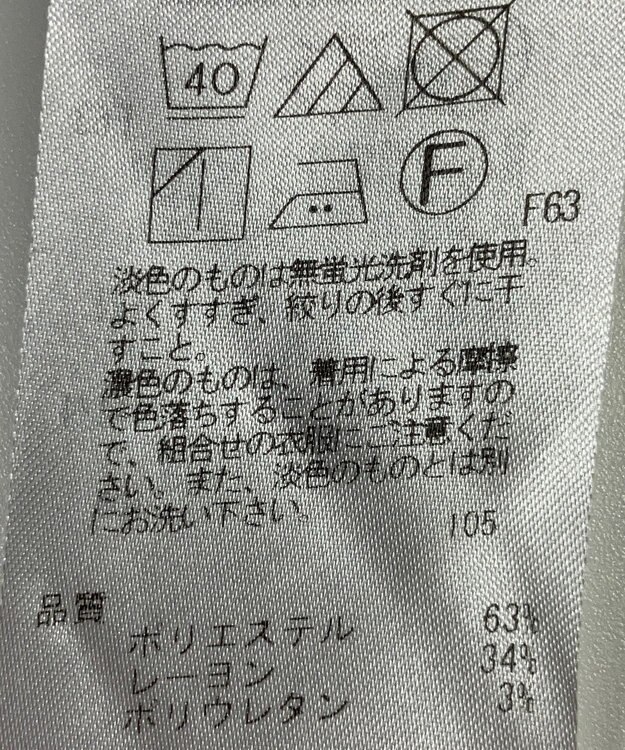 40
F
F63
淡色のものは無蛍光洗剤を使用。
よくすすぎ、絞りの後すぐに干
すこと。
濃色のものは、着用による摩擦
で色落ちすることがありますの
で、組合せの衣服にご注意くだ
さい。また、淡色のものとは別
にお洗い下さい。
105
品質
ポリエステル 63%
レーヨン 34%
ポリウレタン 3%